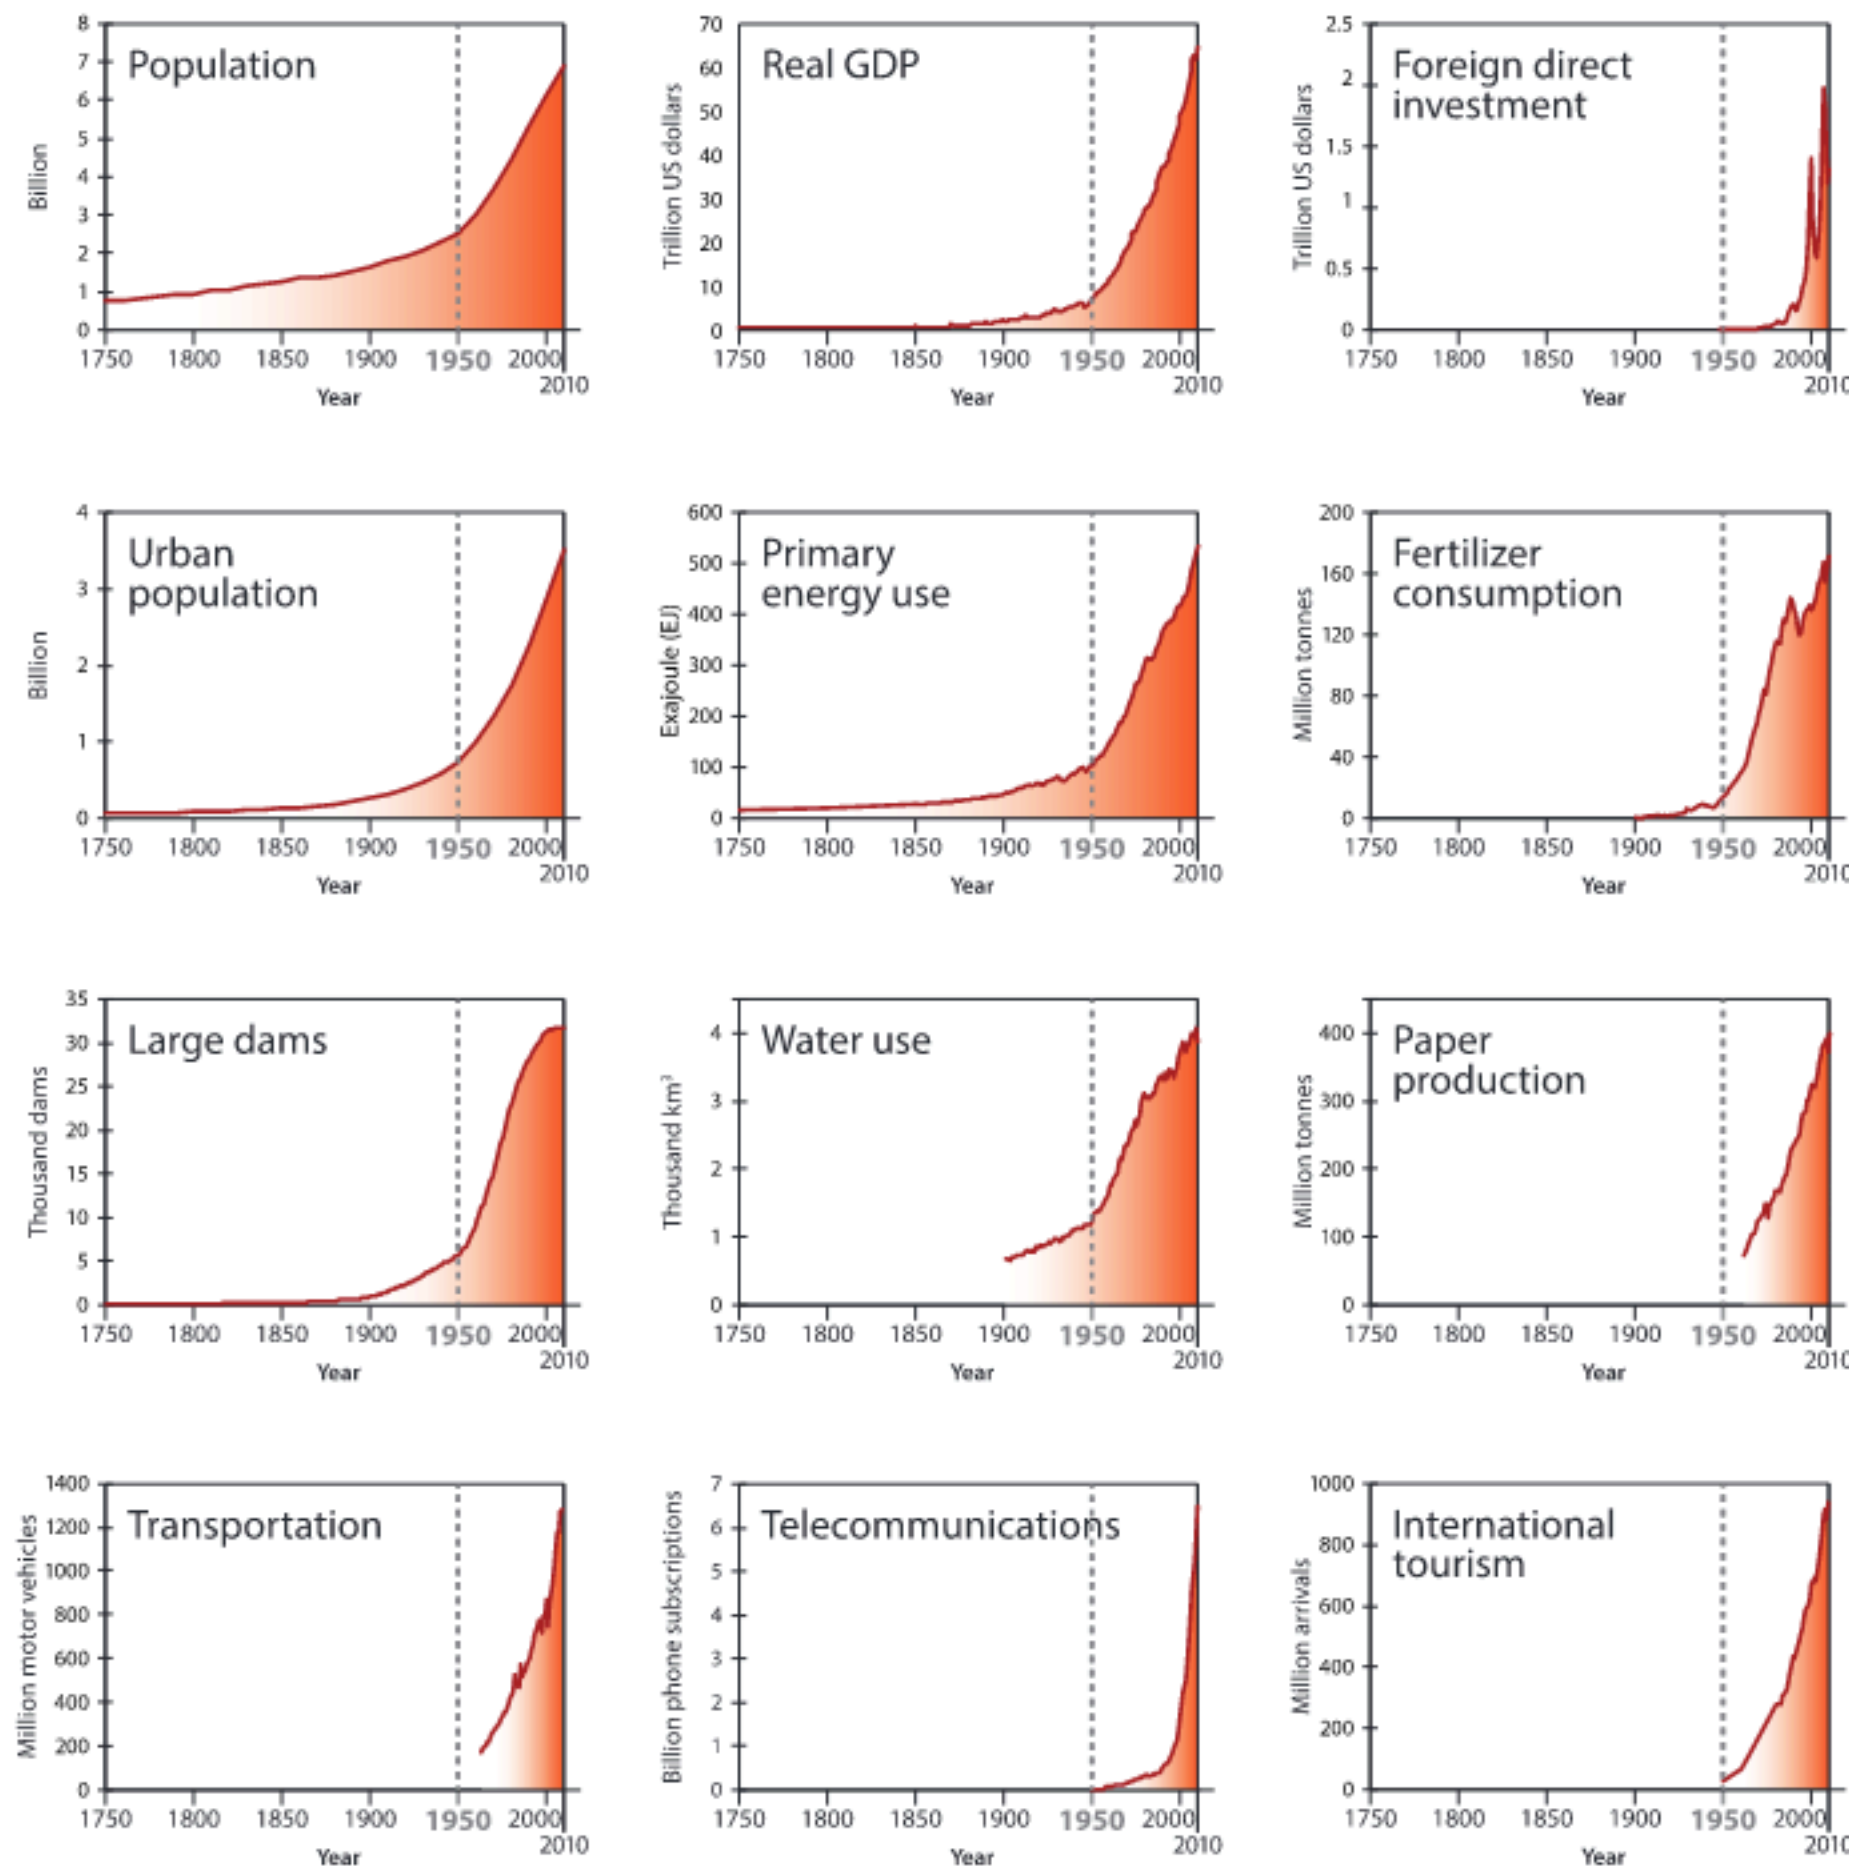 Population
Billion
8
7
6
5
4
3
2
1
0
1750 1800 1850 1900 1950 2000
2010
Year
Real GDP
Trillion US dollars
70
60
50
40
30
20
10
0
1750 1800 1850 1900 1950 2000
2010
Year
Foreign direct
investment
Trillion US dollars
2.5
2
1.5
1
0.5
0
1750 1800 1850 1900 1950 2000
2010
Year
Urban
population
Billion
4
3
2
1
0
1750 1800 1850 1900 1950 2000
2010
Year
Primary
energy use
Exajoule (EJ)
600
500
400
300
200
100
0
1750 1800 1850 1900 1950 2000
2010
Year
Fertilizer
consumption
Million tonnes
200
160
120
80
40
0
1750 1800 1850 1900 1950 2000
2010
Year
Large dams
Thousand dams
35
30
25
20
15
10
5
0
1750 1800 1850 1900 1950 2000
2010
Year
Water use
Thousand km³
4
3
2
1
0
1750 1800 1850 1900 1950 2000
2010
Year
Paper
production
Million tonnes
400
300
200
100
0
1750 1800 1850 1900 1950 2000
2010
Year
Transportation
Million motor vehicles
1400
1200
1000
800
600
400
200
0
1750 1800 1850 1900 1950 2000
2010
Year
Telecommunications
Billion phone subscriptions
7
6
5
4
3
2
1
0
1750 1800 1850 1900 1950 2000
2010
Year
International
tourism
Million arrivals
1000
800
600
400
200
0
1750 1800 1850 1900 1950 2000
2010
Year